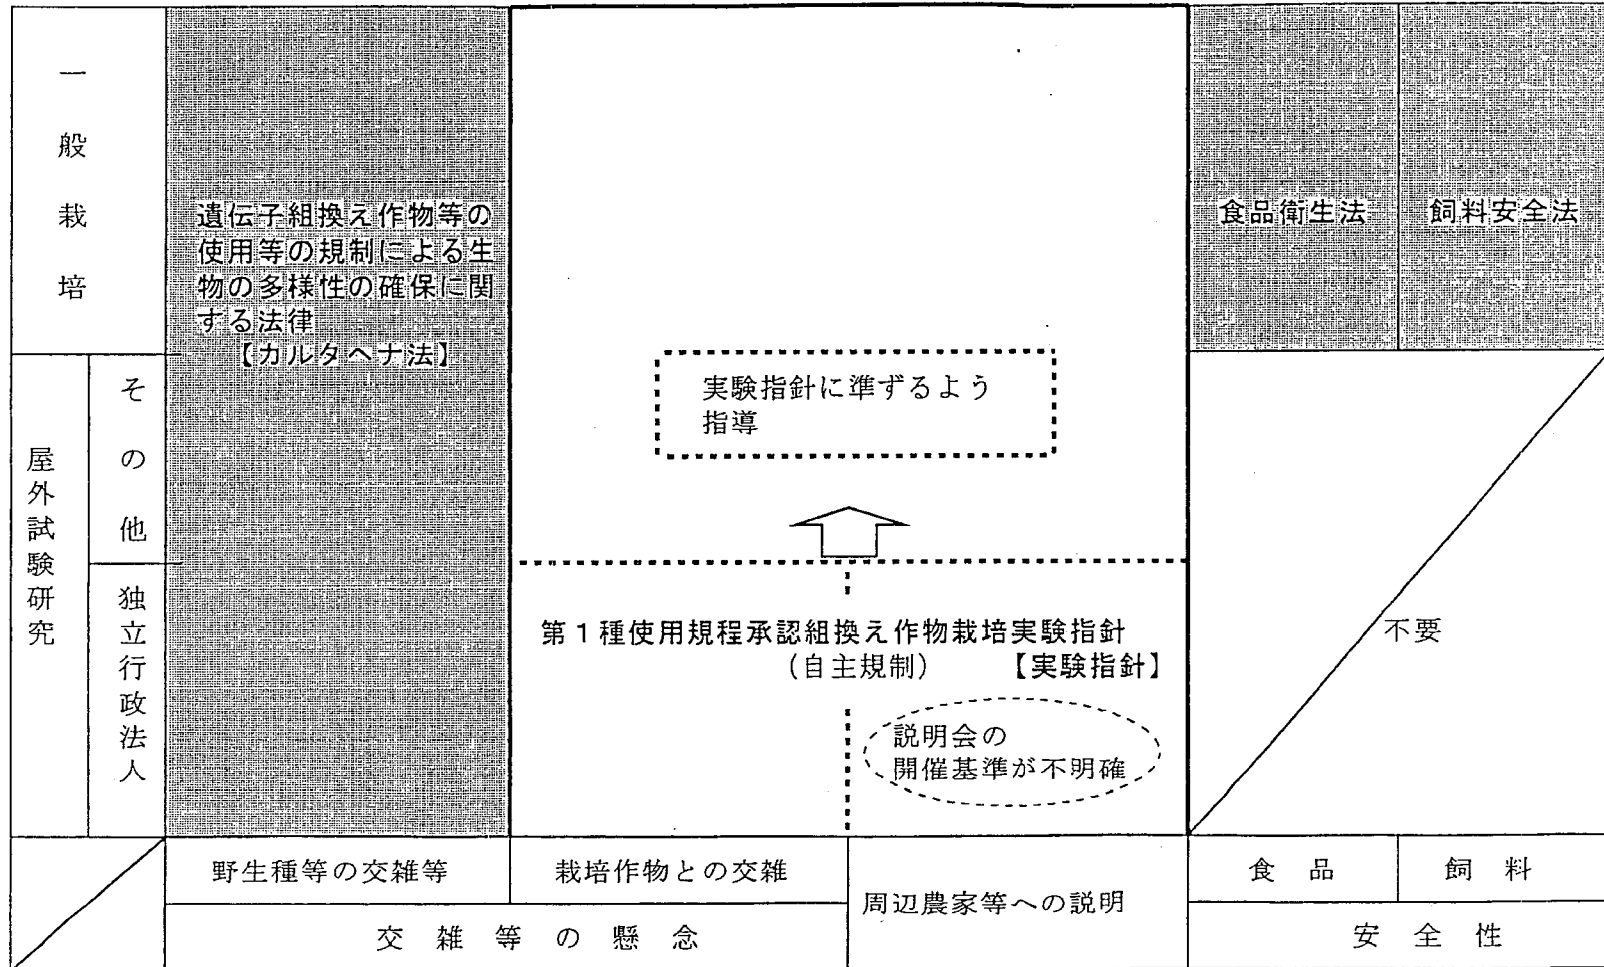 一般栽培
遺伝子組換え作物等の
使用等の規制による生
物の多様性の確保に関
する法律
【カルタヘナ法】
食品衛生法
飼料安全法
屋外試験研究
その他
実験指針に準ずるよう
指導
独立行政法人
第1種使用規程承認組換え作物栽培実験指針
(自主規制) 【実験指針】
説明会の
開催基準が不明確
不要
野生種等の交雑等
栽培作物との交雑
周辺農家等への説明
食品
飼料
交雑等の懸念
安全性